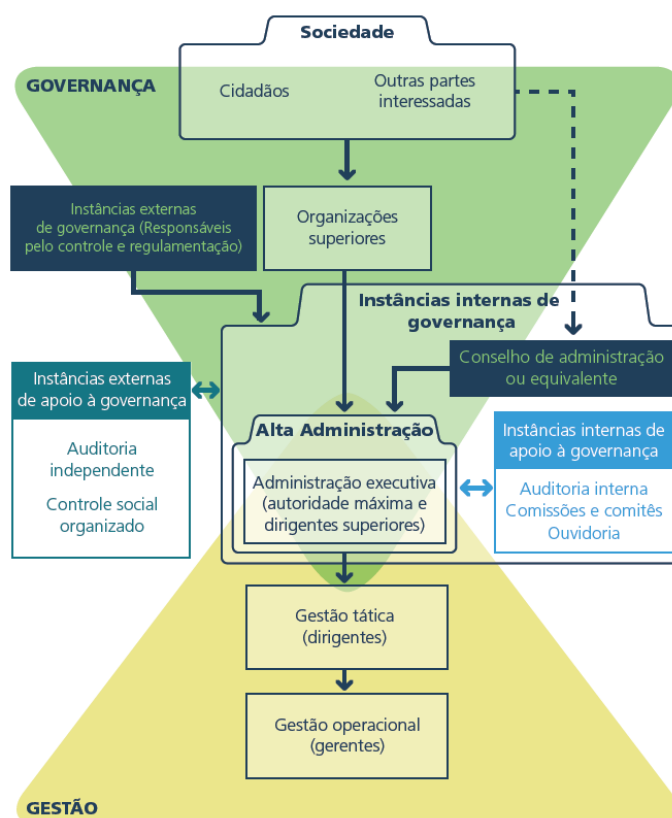 Sociedade
GOVERNANÇA
Cidadãos
Outras partes
interessadas
Instâncias externas
de governança (Responsáveis
pelo controle e regulamentação)
Organizações
superiores
Instâncias internas de
governança
Conselho de administração
ou equivalente
Instâncias externas
de apoio à governança
Auditoria
independente
Controle social
organizado
Alta Administração
Administração executiva
(autoridade máxima e
dirigentes superiores)
Instâncias internas de
apoio à governança
Auditoria interna
Comissões e comitês
Ouvidoria
Gestão tática
(dirigentes)
Gestão operacional
(gerentes)
GESTÃO